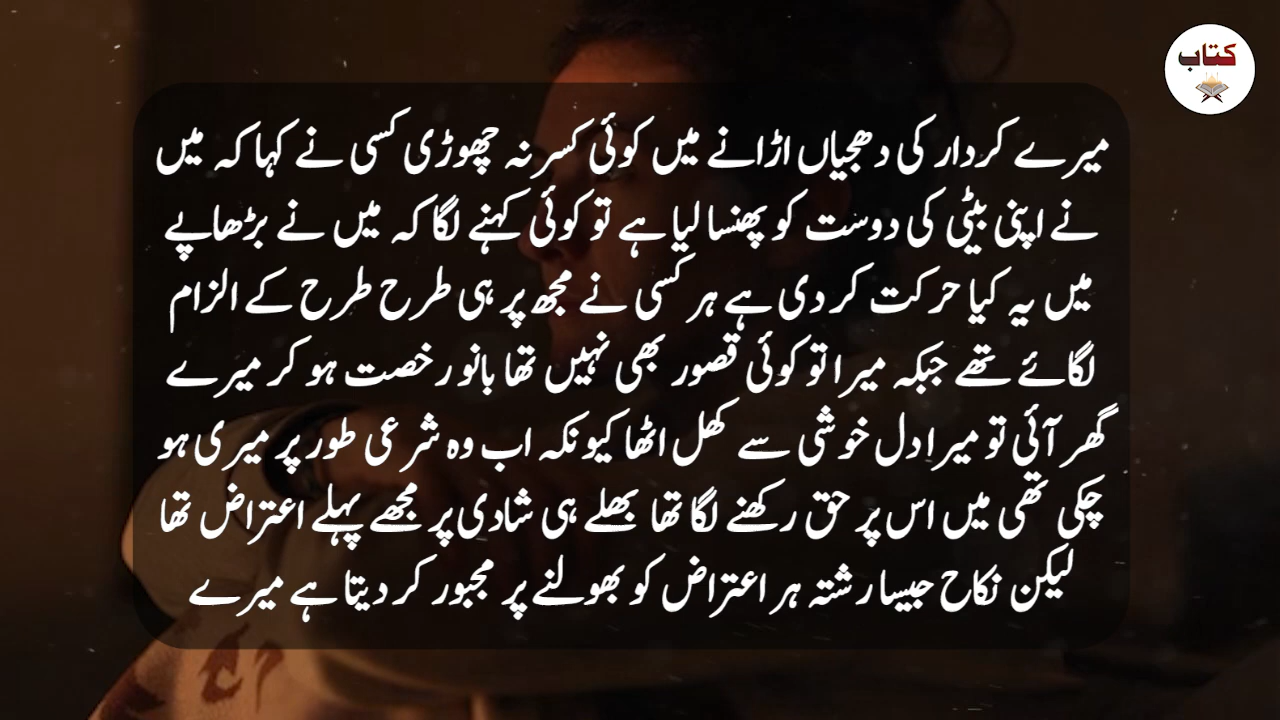 کتاب
میرے کردار کی دھجیاں اڑانے میں کوئی کسر نہ چھوڑی کسی نے کہا کہ میں
نے اپنی بیٹی کی دوست کو پھنسا لیا ہے تو کوئی کہنے لگا کہ میں نے بڑھاپے
میں یہ کیا حرکت کر دی ہے ہر کسی نے مجھ پر ہی طرح طرح کے الزام
لگائے تھے جبکہ میرا تو کوئی قصور بھی نہیں تھا بانو رخصت ہو کر میرے
گھر آئی تو میرا دل خوشی سے کھل اٹھا کیونکہ اب وہ شرعی طور پر میری ہو
چکی تھی میں اس پر حق رکھنے لگا تھا بھلے ہی شادی پر مجھے پہلے اعتراض تھا
لیکن نکاح جیسا رشتہ ہر اعتراض کو بھولنے پر مجبور کر دیتا ہے میرے